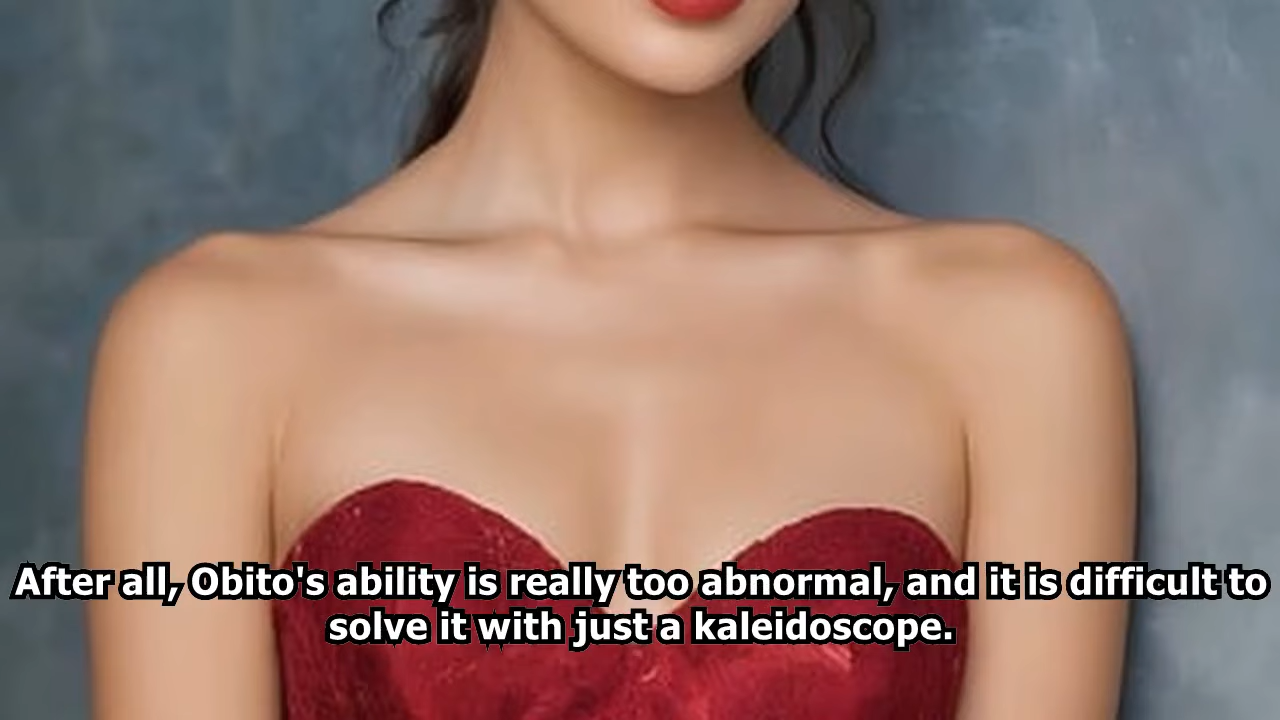 After all, Obito's ability is really too abnormal, and it is difficult to
solve it with just a kaleidoscope.